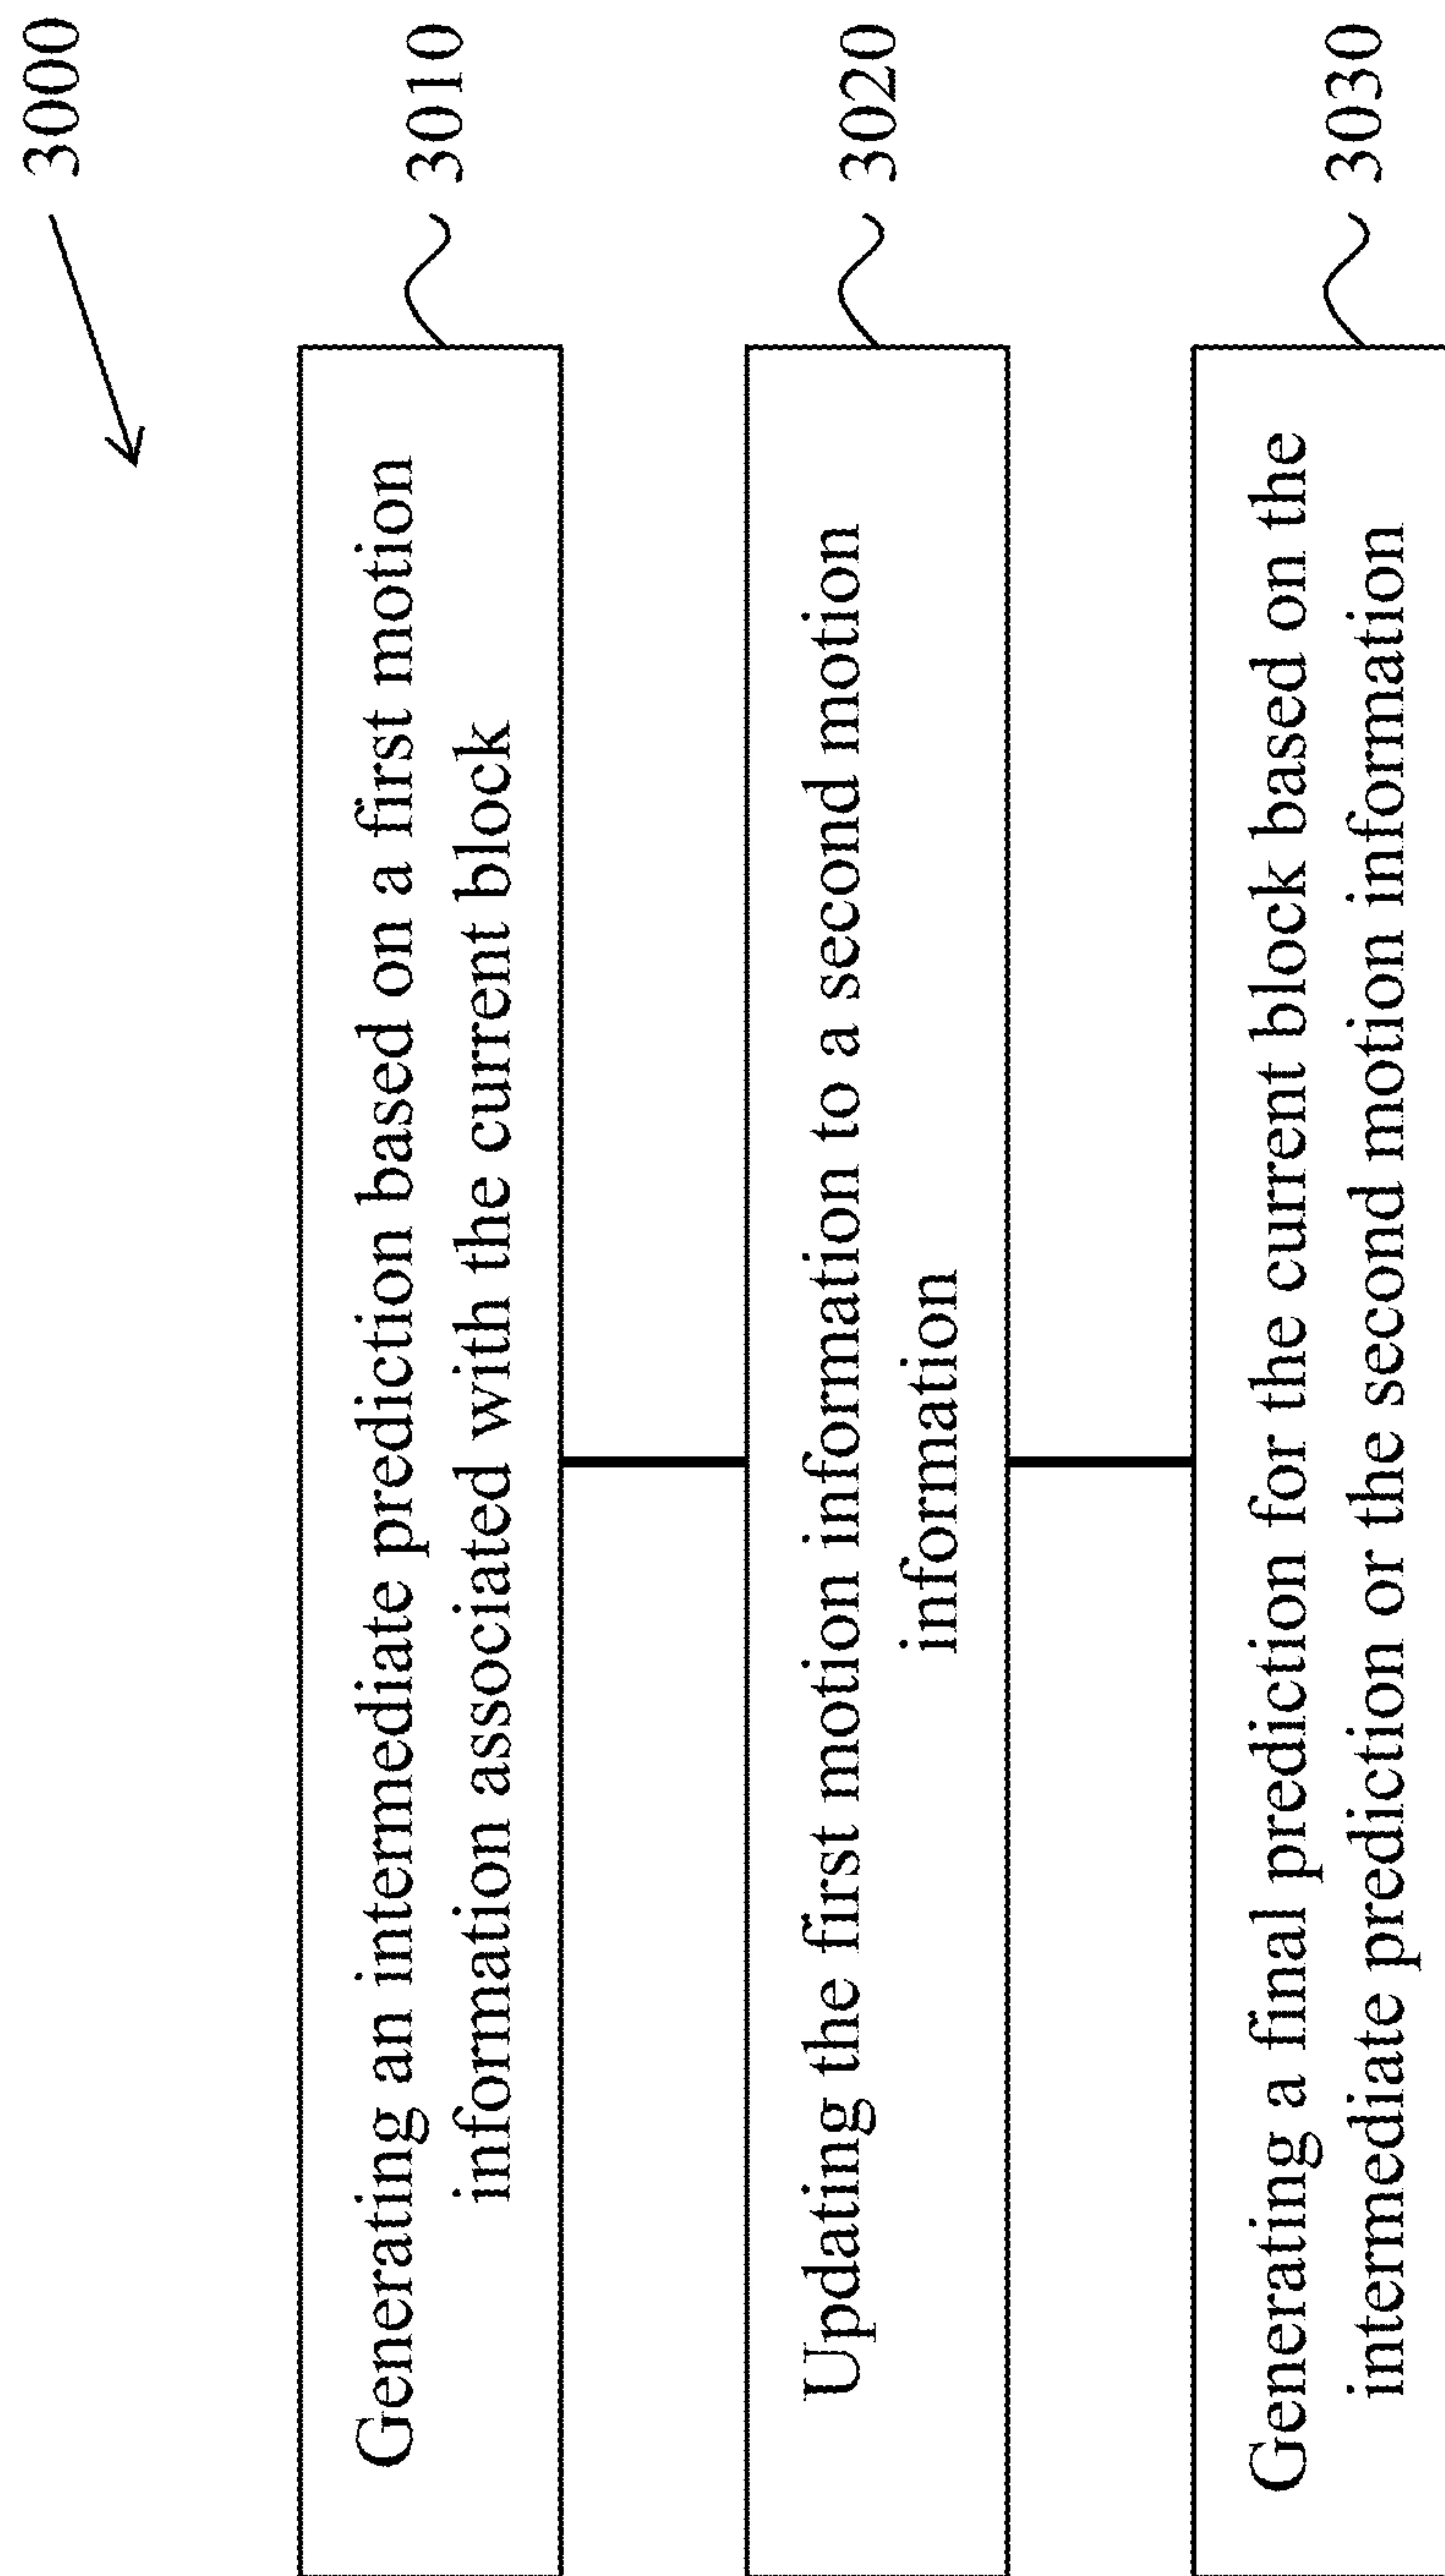 3000
Generating an intermediate prediction based on a first motion
information associated with the current block
3010
Updating the first motion information to a second motion
information
3020
Generating a final prediction for the current block based on the
intermediate prediction or the second motion information
3030